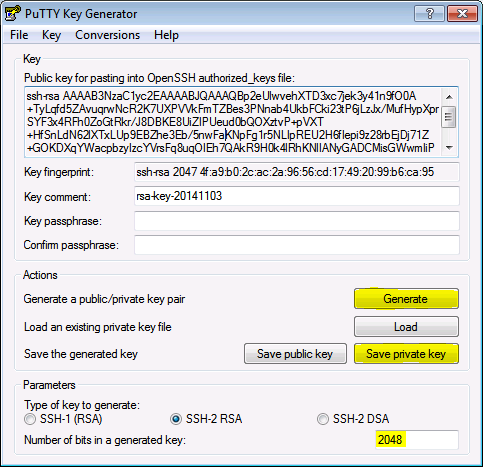 PuTTY Key Generator
File Key Conversions Help
Key
Public key for pasting into OpenSSH authorized_keys file:
ssh-rsa AAAAB3NzaC1yc2EAAAABJQAAAQBp2eUlwvehXTD3xc7jek3y41n9fO0A
+TyLqfd5ZAvuqrwNcR2K7UXPVVkFmTZBes3PNnab4UkbFCki23tP6jLzJx/MufHypXpr
SYF3x4RFh0ZoGtRkr/J8DBKE8UiZlPUeud0bQOXztvP+pVXT
+HfSnLdN62lXTxLUp9EBZhe3Eb/5nwFaKNpFg1r5NLlpREU2H6fIepi9z28rbEjDj71Z
+GOKDXqYWacpbzyIzcYVrsFq8uqOIEh7QAkR9H0k4lRhKNlIANyGADCMisGWwmIiP
Key fingerprint:
ssh-rsa 2047 4f:a9:b0:2c:ac:2a:96:56:cd:17:49:20:99:b6:ca:95
Key comment:
rsa-key-20141103
Key passphrase:
Confirm passphrase:
Actions
Generate a public/private key pair
Generate
Load an existing private key file
Load
Save the generated key
Save public key
Save private key
Parameters
Type of key to generate:
SSH-1 (RSA) SSH-2 RSA SSH-2 DSA
Number of bits in a generated key:
2048